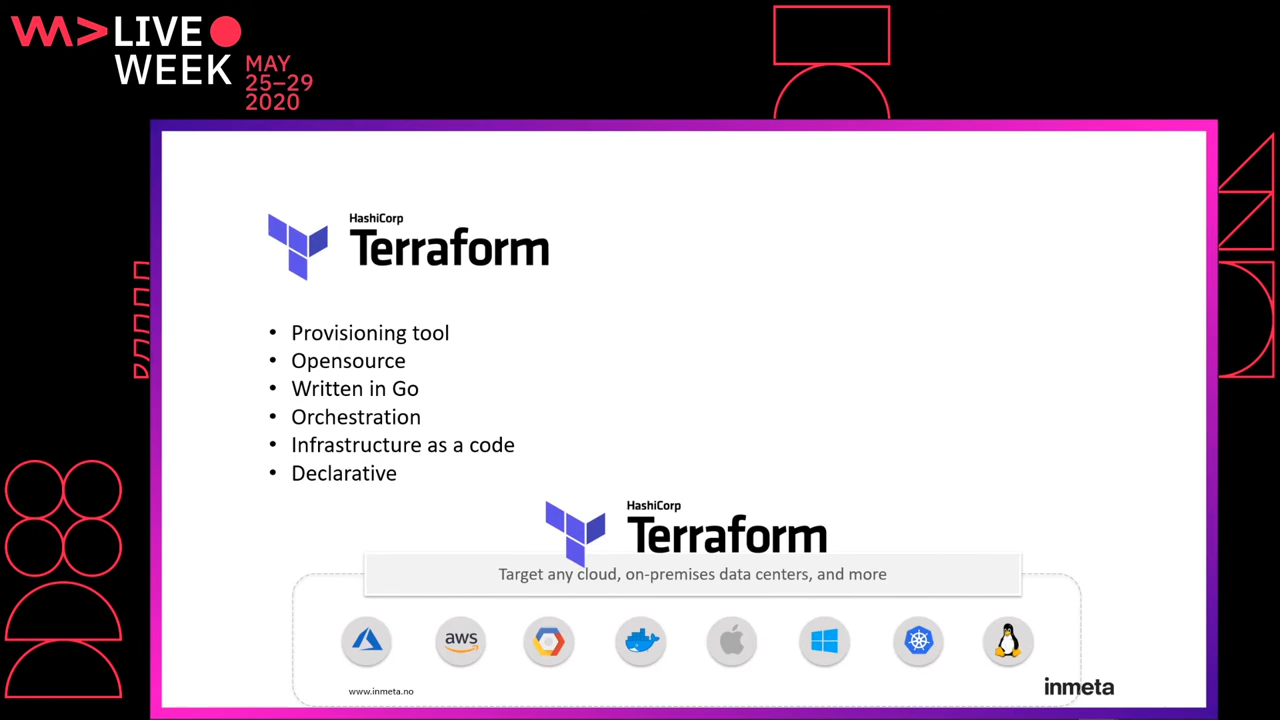 LIVE
WEEK
MAY
25–29
2020
HashiCorp
Terraform
• Provisioning tool
• Opensource
• Written in Go
• Orchestration
• Infrastructure as a code
• Declarative
HashiCorp
Terraform
Target any cloud, on-premises data centers, and more
aws
www.inmeta.no
inmeta